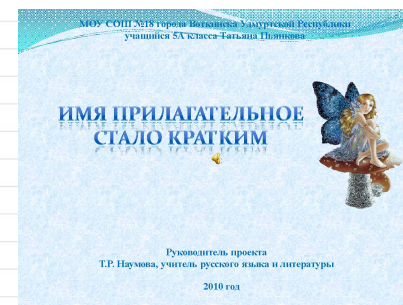 МОУ СОШ №18 города Воткинска Удмуртской Республики
учащийся 5А класса Татьяна Пьянкова
ИМЯ ПРИЛАГАТЕЛЬНОЕ
СТАЛО КРАТКИМ
Руководитель проекта
Т.Р. Наумова, учитель русского языка и литературы
2010 год